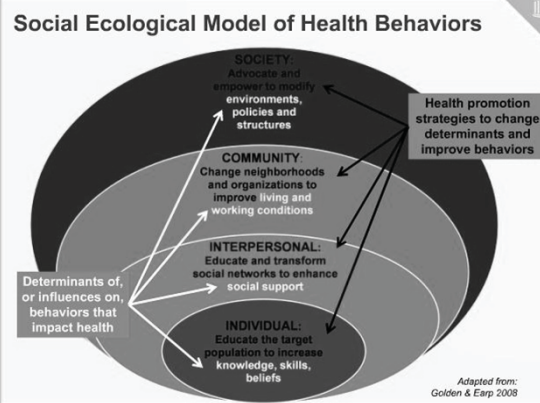 Social Ecological Model of Health Behaviors
SOCIETY:
Advocate and
empower to modify
environments,
policies and
structures
Health promotion
strategies to change
determinants and
improve behaviors
COMMUNITY:
Change neighborhoods
and organizations to
improve living and
working conditions
INTERPERSONAL:
Educate and transform
social networks to enhance
social support
Determinants of,
or influences on,
behaviors that
impact health
INDIVIDUAL:
Educate the target
population to increase
knowledge, skills,
beliefs
Adapted from:
Golden & Earp 2008